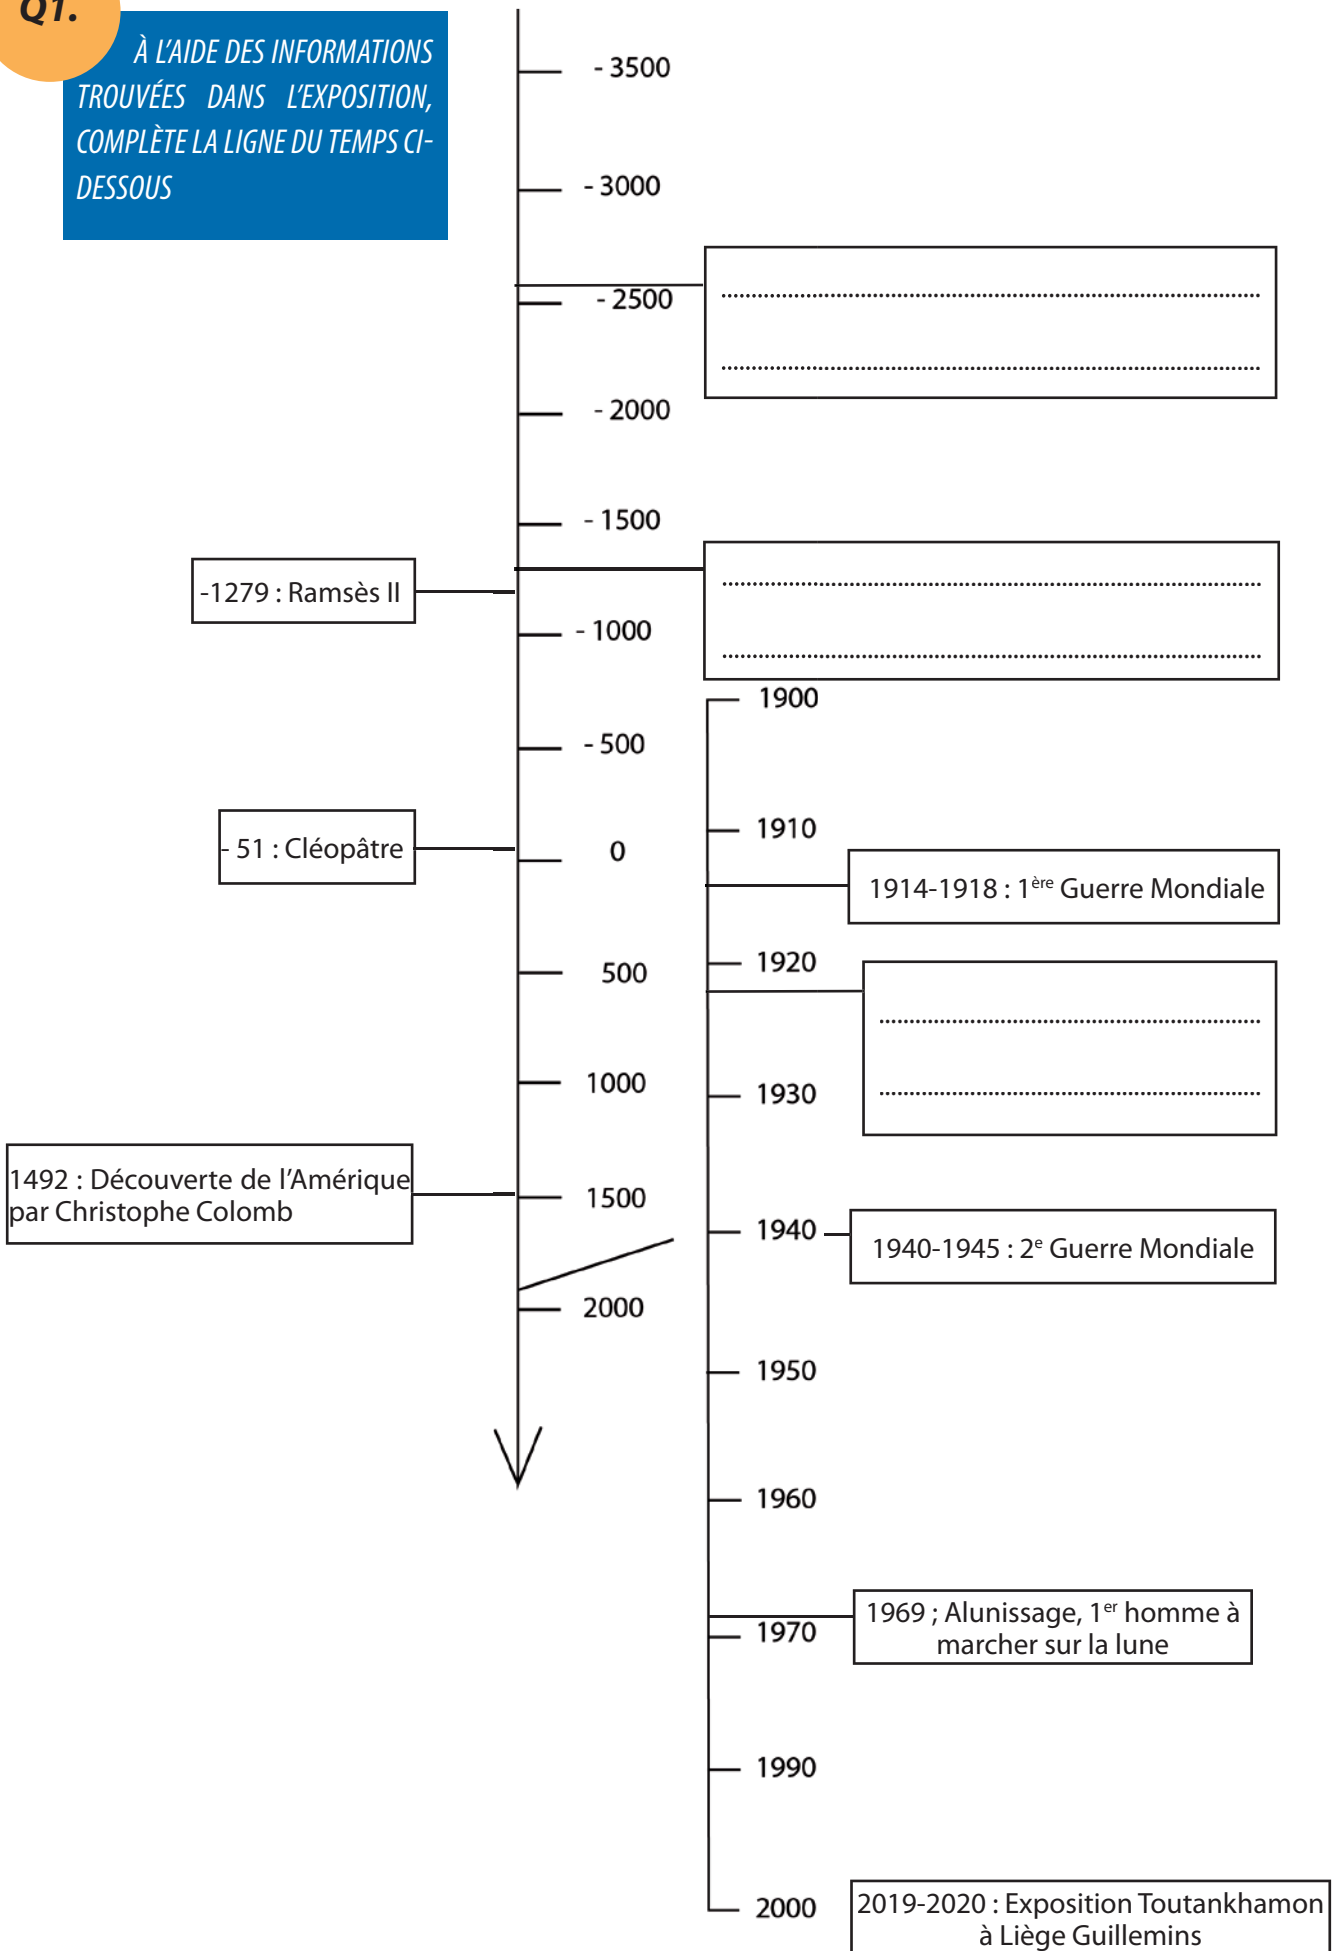 Q1.
À L'AIDE DES INFORMATIONS
TROUVÉES DANS L'EXPOSITION,
COMPLÈTE LA LIGNE DU TEMPS CI-
DESSOUS
- 3500
- 3000
- 2500
- 2000
- 1500
-1279 : Ramsès II
- 1000
- 500
- 51 : Cléopâtre
0
500
1000
1492 : Découverte de l'Amérique
par Christophe Colomb
1500
2000
1900
1910
1914-1918 : 1ère Guerre Mondiale
1920
1930
1940
1940-1945 : 2e Guerre Mondiale
1950
1960
1969 ; Alunissage, 1er homme à
marcher sur la lune
1970
1990
2000
2019-2020 : Exposition Toutankhamon
à Liège Guillemins